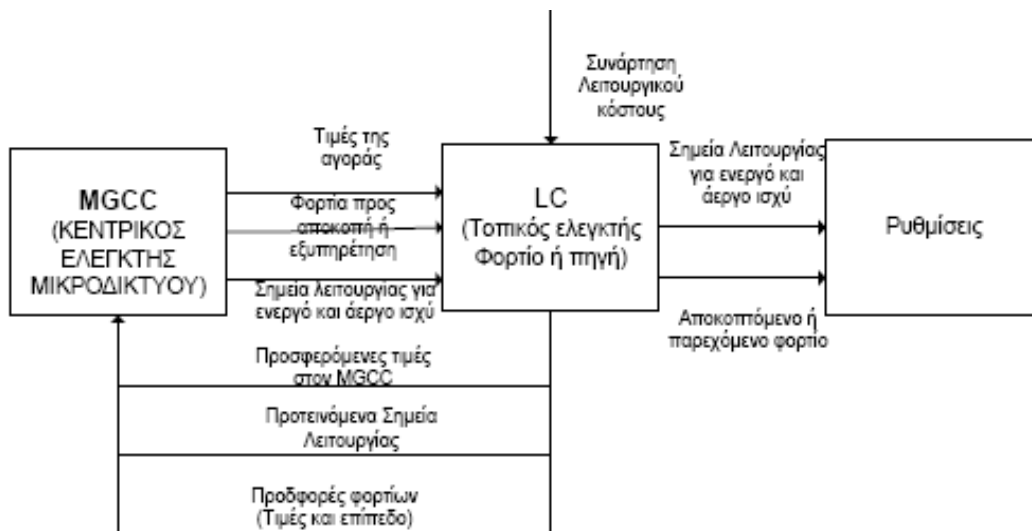 Συνάρτηση
Λειτουργικού
κόστους
Τιμές της
αγοράς
Σημεία Λειτουργίας
για ενεργό και
άεργο ισχύ
MGCC
(ΚΕΝΤΡΙΚΟΣ
ΕΛΕΓΚΤΗΣ
ΜΙΚΡΟΔΙΚΤΥΟΥ)
Φορτία προς
αποκοπή ή
εξυπηρέτηση
LC
(Τοπικός ελεγκτής
Φορτίο ή πηγή)
Ρυθμίσεις
Σημεία λειτουργίας για
ενεργό και άεργο ισχύ
Αποκοπτόμενο ή
παρεχόμενο φορτίο
Προσφερόμενες τιμές
στον MGCC
Προτεινόμενα Σημεία
Λειτουργίας
Προδφορές φορτίων
(Τιμές και επίπεδο)